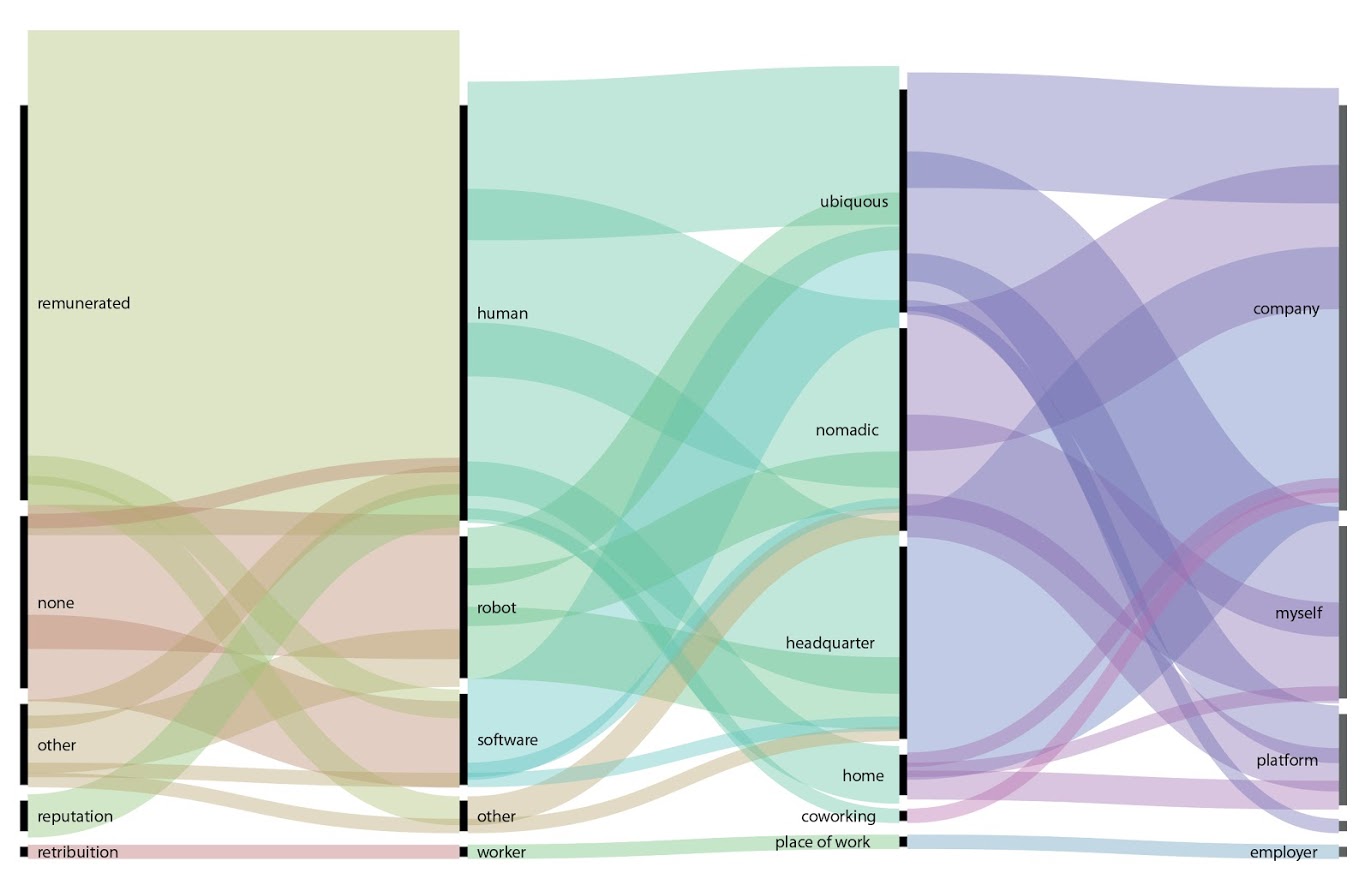 remunerated
none
other
reputation
retribuition
human
robot
software
other
worker
ubiquous
nomadic
headquarter
home
coworking
place of work
company
myself
platform
employer